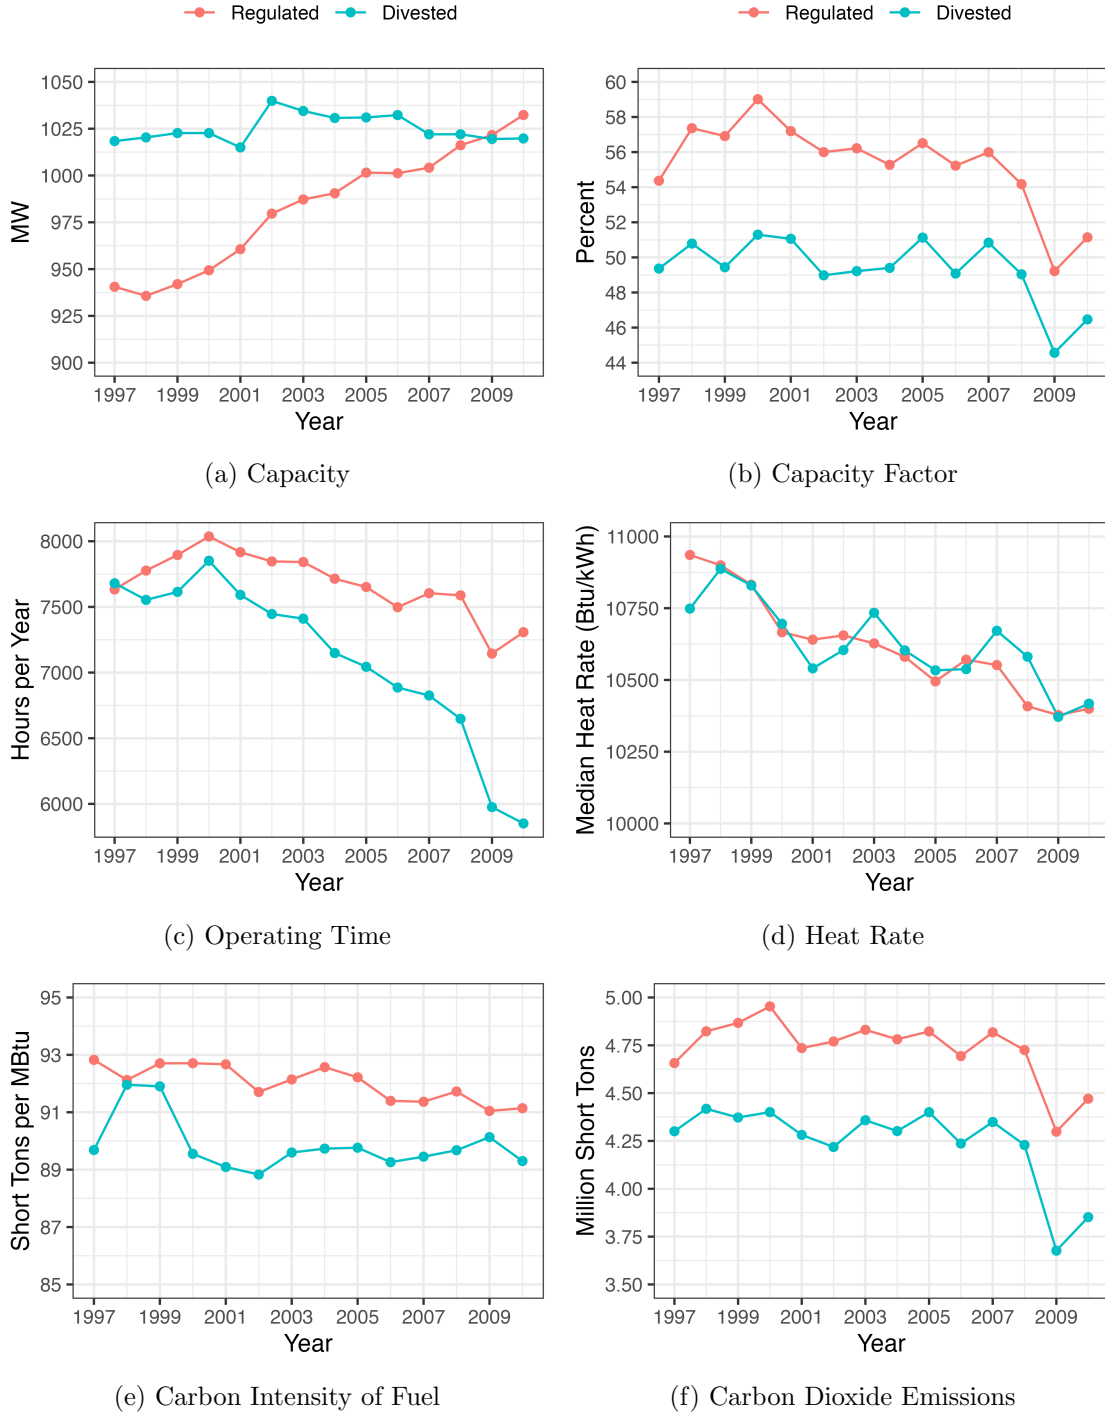 Regulated Divested
Regulated Divested
MW
1050
1025
1000
975
950
925
900
1997 1999 2001 2003 2005 2007 2009
Year
(a) Capacity
Percent
60
58
56
54
52
50
48
46
44
1997 1999 2001 2003 2005 2007 2009
Year
(b) Capacity Factor
Hours per Year
8000
7500
7000
6500
6000
1997 1999 2001 2003 2005 2007 2009
Year
(c) Operating Time
Median Heat Rate (Btu/kWh)
11000
10750
10500
10250
10000
1997 1999 2001 2003 2005 2007 2009
Year
(d) Heat Rate
Short Tons per MBtu
95
93
91
89
87
85
1997 1999 2001 2003 2005 2007 2009
Year
(e) Carbon Intensity of Fuel
Million Short Tons
5.00
4.75
4.50
4.25
4.00
3.75
3.50
1997 1999 2001 2003 2005 2007 2009
Year
(f) Carbon Dioxide Emissions